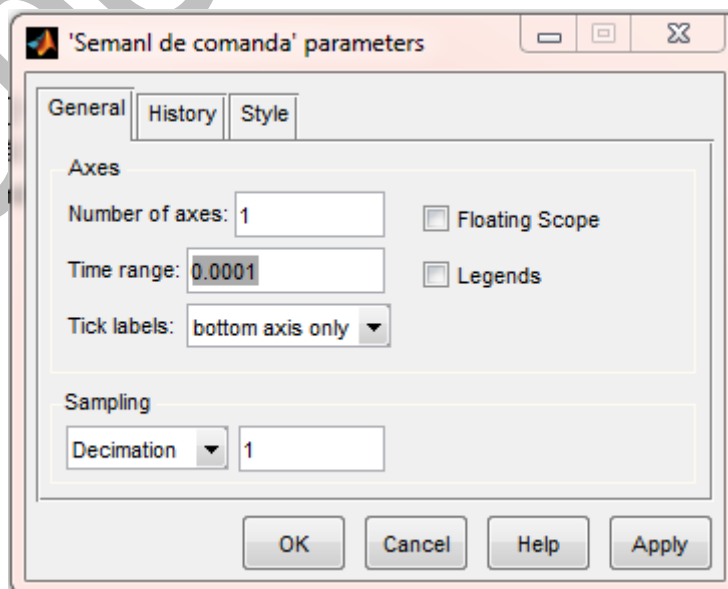 'Semanl de comanda' parameters
General History Style
Axes
Number of axes: 1
Floating Scope
Time range: 0.0001
Legends
Tick labels: bottom axis only
Sampling
Decimation 1
OK Cancel Help Apply